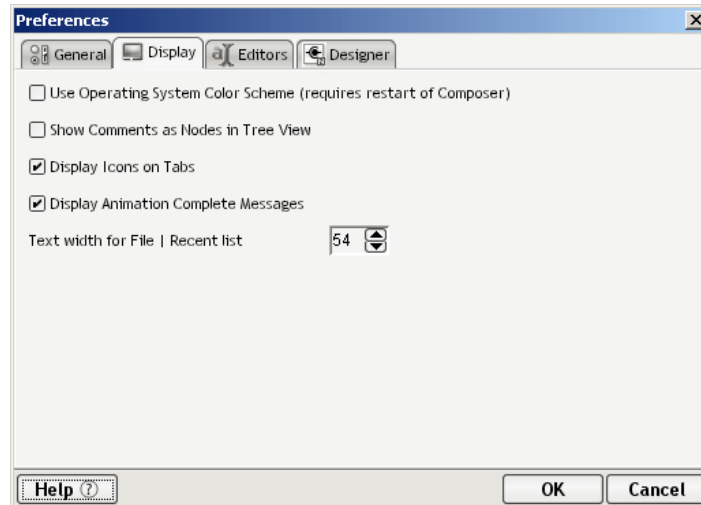 Preferences
General Display Editors Designer
Use Operating System Color Scheme (requires restart of Composer)
Show Comments as Nodes in Tree View
Display Icons on Tabs
Display Animation Complete Messages
Text width for File | Recent list 54
Help OK Cancel